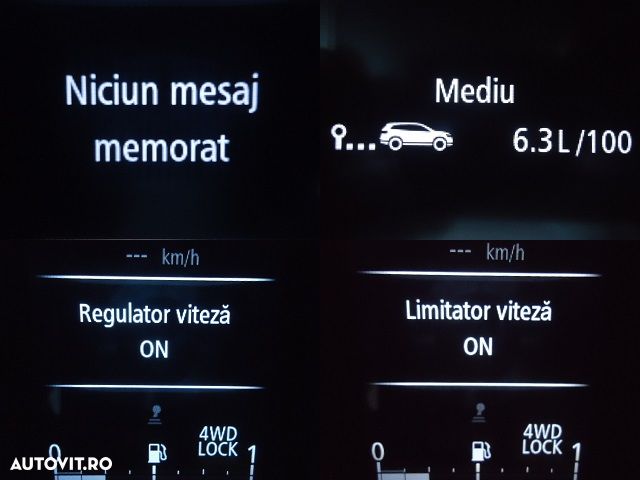 Niciun mesaj
memorat
Mediu
6.3 L /100
--- km/h
Regulator viteză
ON
4WD
LOCK
0 1
--- km/h
Limitator viteză
ON
4WD
LOCK
0 1
AUTOVIT.RO